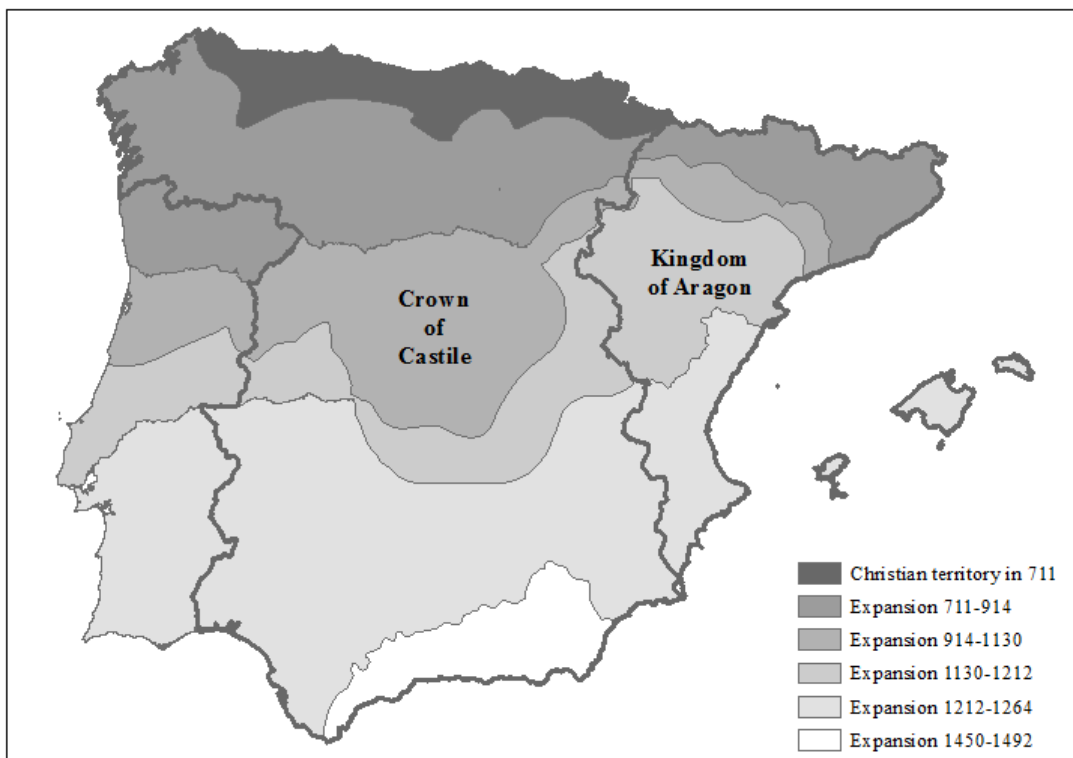 Crown
of
Castile
Kingdom
of Aragon
Christian territory in 711
Expansion 711-914
Expansion 914-1130
Expansion 1130-1212
Expansion 1212-1264
Expansion 1450-1492